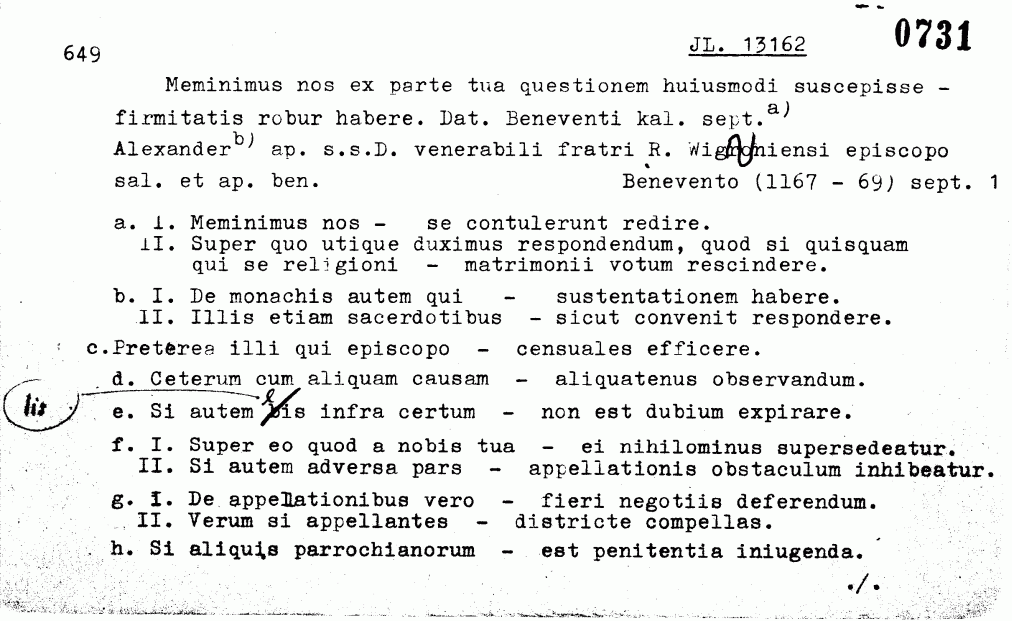 0731
649 JL. 13162
Meminimus nos ex parte tua questionem huiusmodi suscepisse -
firmitatis robur habere. Dat. Beneventi kal. sept.a)
Alexanderb) ap. s.s.D. venerabili fratri R. Wigorniensi episcopo
sal. et ap. ben. Benevento (1167 - 69) sept. 1
a. I. Meminimus nos - se contulerunt redire.
II. Super quo utique duximus respondendum, quod si quisquam
qui se religioni - matrimonii votum rescindere.
b. I. De monachis autem qui - sustentationem habere.
II. Illis etiam sacerdotibus - sicut convenit respondere.
c.Preterea illi qui episcopo - censuales efficere.
d. Ceterum cum aliquam causam - aliquatenus observandum.
lis
e. Si autem lis infra certum - non est dubium expirare.
f. I. Super eo quod a nobis tua - ei nihilominus supersedeatur.
II. Si autem adversa pars - appellationis obstaculum inhibeatur.
g. I. De appellationibus vero - fieri negotiis deferendum.
II. Verum si appellantes - districte compellas.
h. Si aliquis parrochianorum - est penitentia iniugenda.
./.